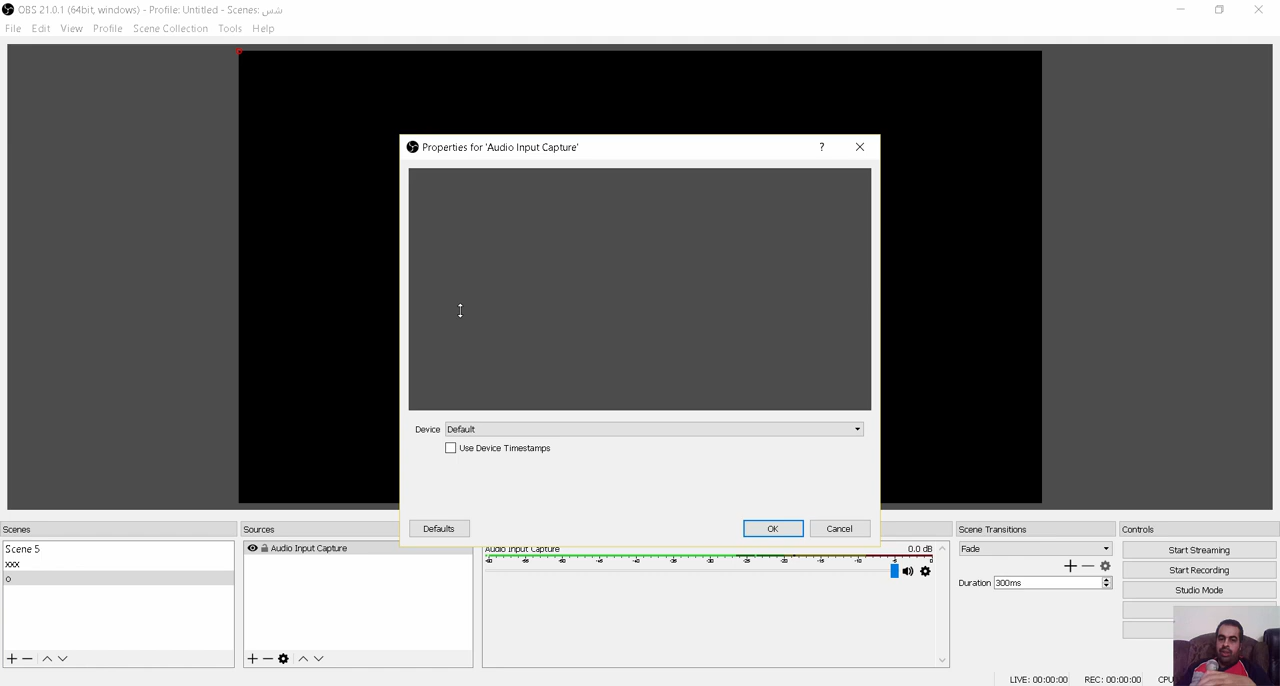 OBS 21.0.1 (64bit, windows) - Profile: Untitled - Scenes: شس
File Edit View Profile Scene Collection Tools Help
Properties for 'Audio Input Capture'
?
Device Default
Use Device Timestamps
Defaults OK Cancel
Scenes
Scene 5
xxx
o
Sources
Audio Input Capture
Audio Input Capture 0.0 dB
Scene Transitions
Fade
Duration 300ms
Controls
Start Streaming
Start Recording
Studio Mode
LIVE: 00:00:00 REC: 00:00:00 CPU